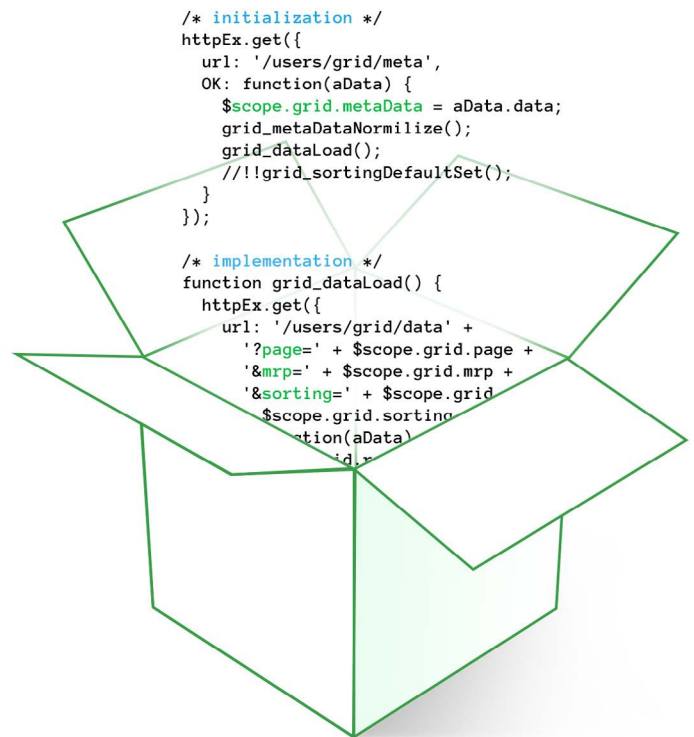 /* initialization */
httpEx.get({
  url: '/users/grid/meta',
  OK: function(aData) {
    $scope.grid.metaData = aData.data;
    grid_metaDataNormilize();
    grid_dataLoad();
    //!!grid_sortingDefaultSet();
  }
});

/* implementation */
function grid_dataLoad() {
  httpEx.get({
    url: '/users/grid/data' +
      '?page=' + $scope.grid.page +
      '&mrp=' + $scope.grid.mrp +
      '&sorting=' + $scope.grid
        $scope.grid.sorting
        (aData)